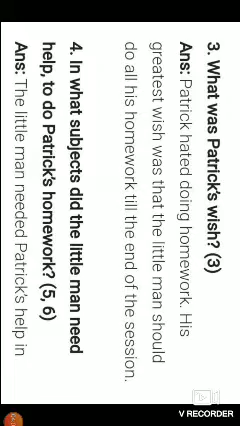 3. What was Patrick's wish? (3)
Ans: Patrick hated doing homework. His
greatest wish was that the little man should
do all his homework till the end of the session.
4. In what subjects did the little man need
help, to do Patrick's homework? (5, 6)
Ans: The little man needed Patrick's help in
V RECORDER